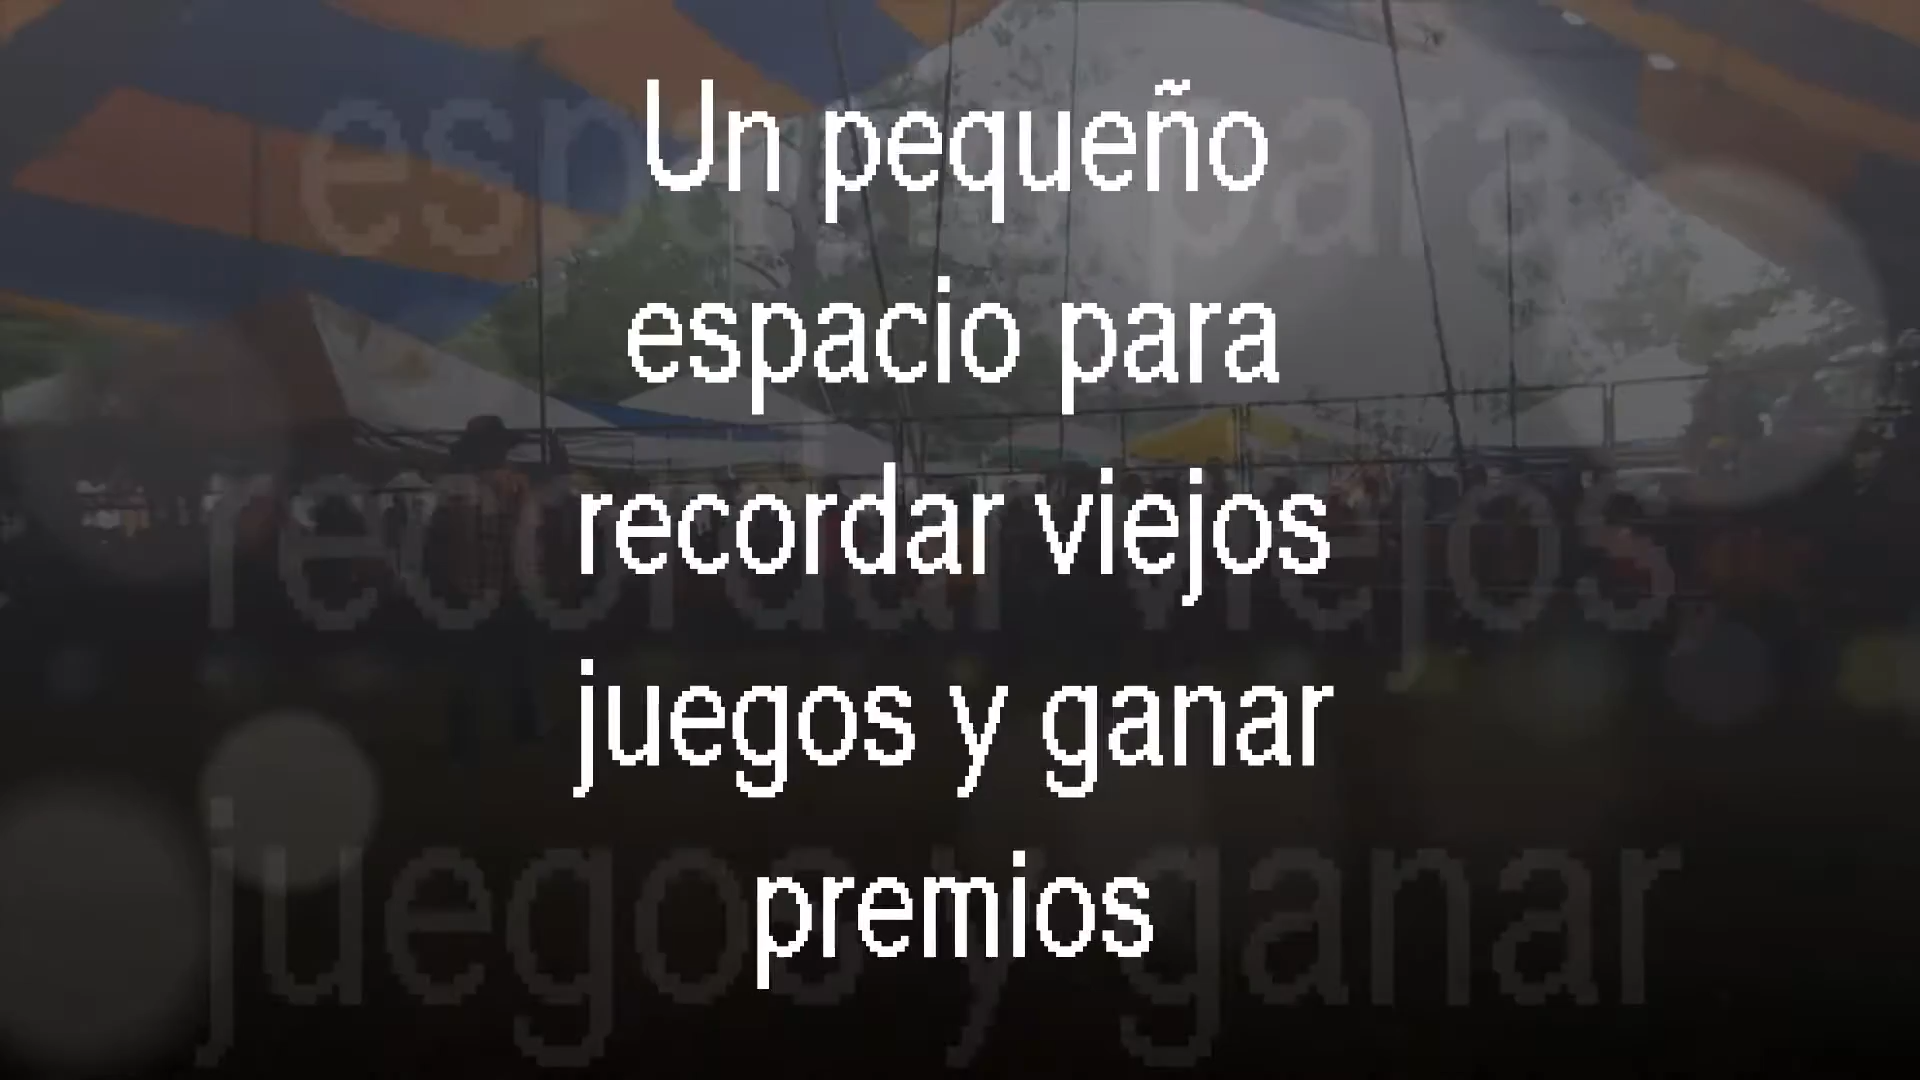 Un pequeño
espacio para
recordar viejos
juegos y ganar
premios